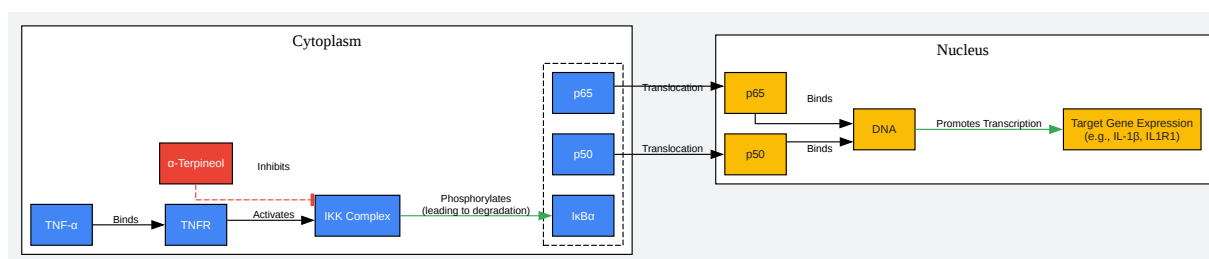 Cytoplasm
Nucleus
p65
Translocation
p65
Binds
DNA
Promotes Transcription
Target Gene Expression
(e.g., IL-1β, IL1R1)
p50
Translocation
p50
Binds
α-Terpineol
Inhibits
TNF-α
Binds
TNFR
Activates
IKK Complex
Phosphorylates
(leading to degradation)
IκBα